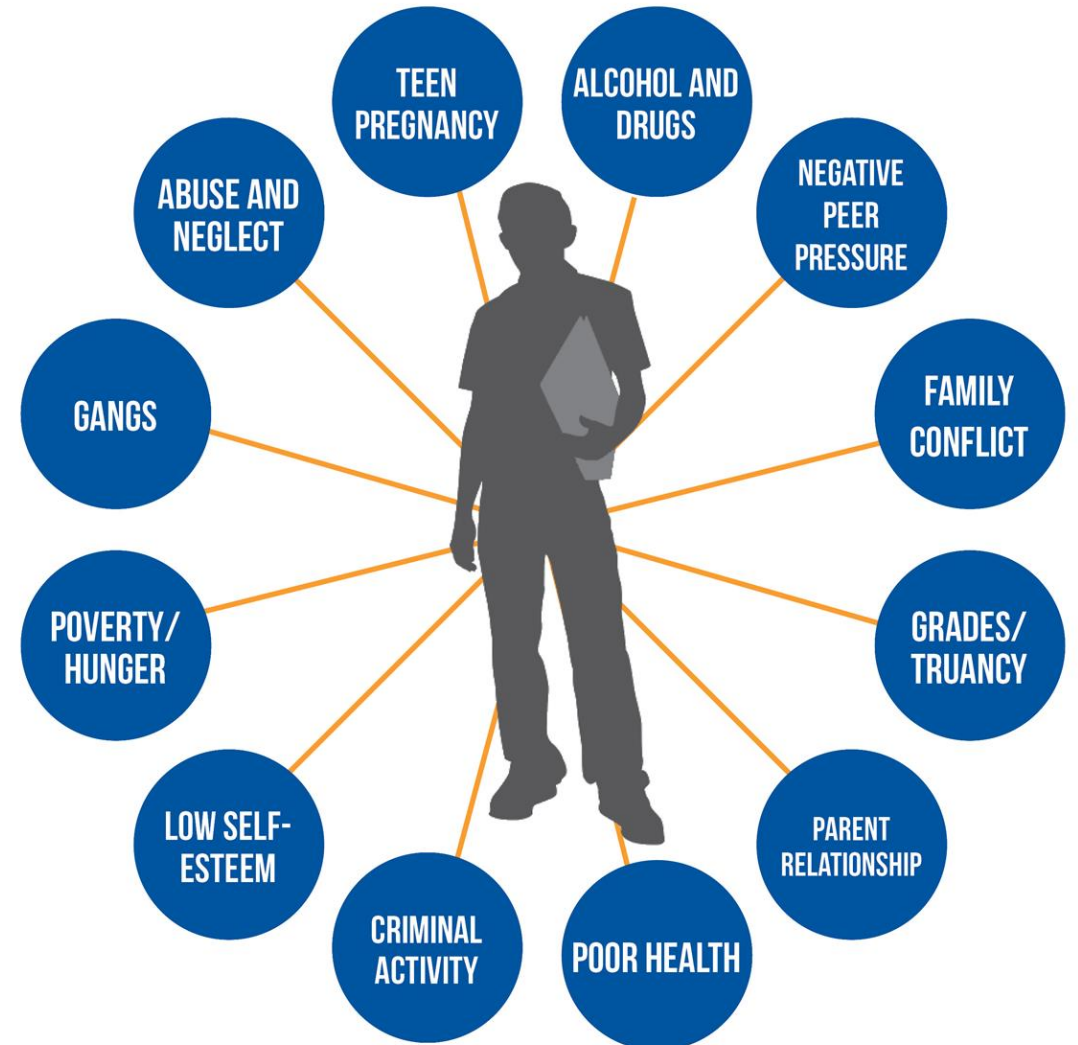 TEEN
PREGNANCY
ALCOHOL AND
DRUGS
NEGATIVE
PEER
PRESSURE
FAMILY
CONFLICT
GRADES/
TRUANCY
PARENT
RELATIONSHIP
POOR HEALTH
CRIMINAL
ACTIVITY
LOW SELF-
ESTEEM
POVERTY/
HUNGER
GANGS
ABUSE AND
NEGLECT